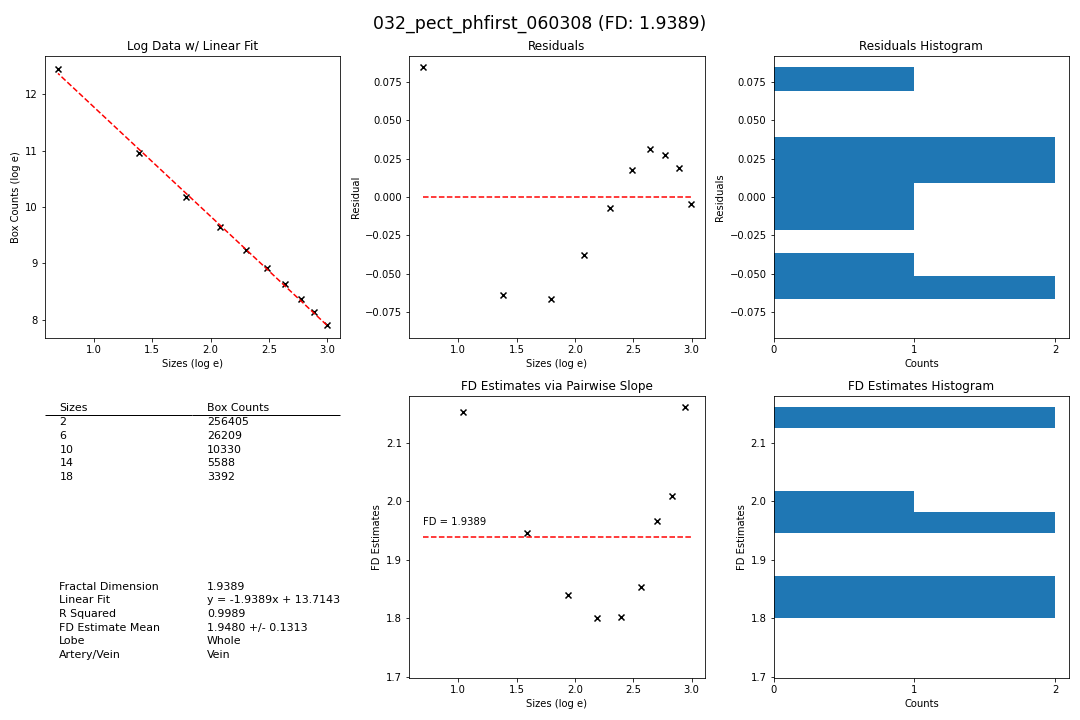 032_pect_phfirst_060308 (FD: 1.9389)
Log Data w/ Linear Fit
Box Counts (log e)
12
11
10
9
8
1.0 1.5 2.0 2.5 3.0
Sizes (log e)
Residuals
Residual
0.075
0.050
0.025
0.000
−0.025
−0.050
−0.075
1.0 1.5 2.0 2.5 3.0
Sizes (log e)
Residuals Histogram
Residuals
0.075
0.050
0.025
0.000
−0.025
−0.050
−0.075
0 1 2
Counts
Sizes Box Counts
2 256405
6 26209
10 10330
14 5588
18 3392
Fractal Dimension 1.9389
Linear Fit y = -1.9389x + 13.7143
R Squared 0.9989
FD Estimate Mean 1.9480 +/- 0.1313
Lobe Whole
Artery/Vein Vein
FD Estimates via Pairwise Slope
FD Estimates
2.1
2.0
1.9
1.8
1.7
FD = 1.9389
1.0 1.5 2.0 2.5 3.0
Sizes (log e)
FD Estimates Histogram
FD Estimates
2.1
2.0
1.9
1.8
1.7
0 1 2
Counts